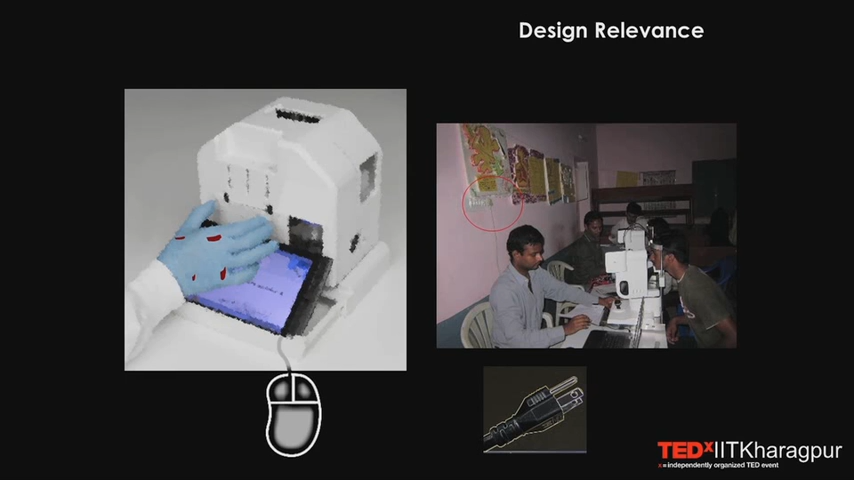 Design Relevance
TEDxIITKharagpur
x = independently organized TED event